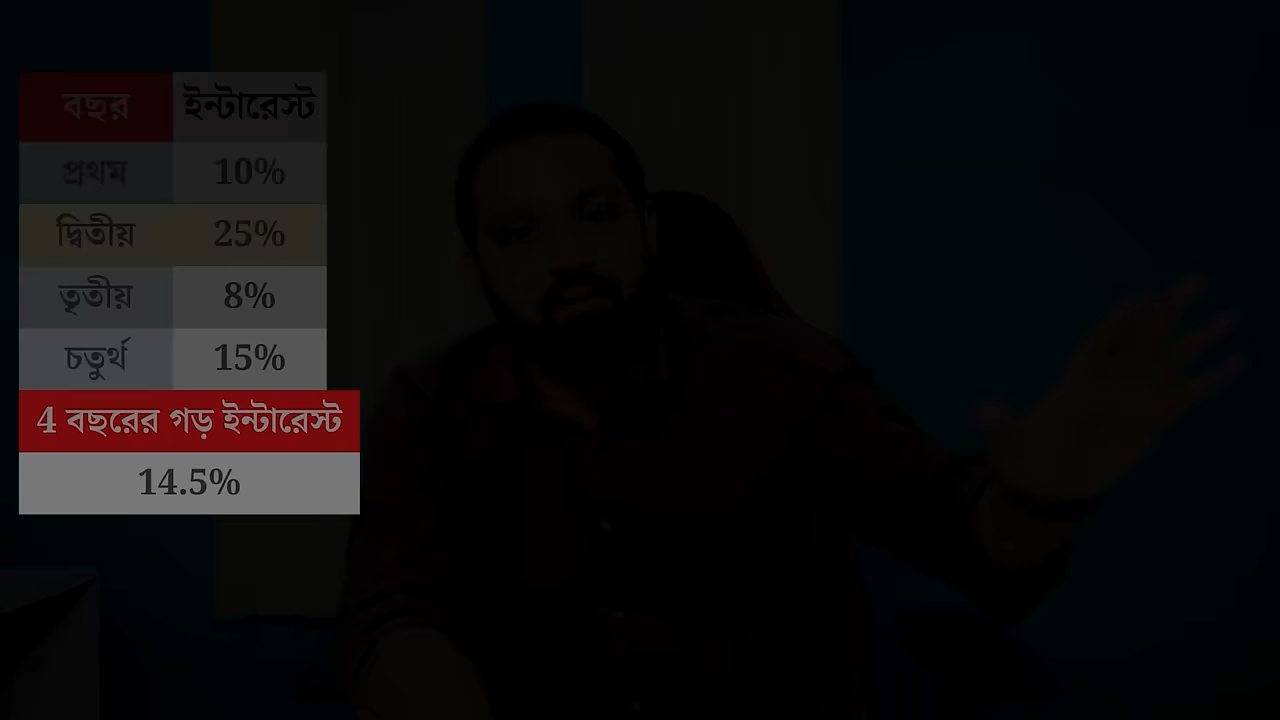 বছর ইন্টারেস্ট
প্রথম 10%
দ্বিতীয় 25%
তৃতীয় 8%
চতুর্থ 15%
4 বছরের গড় ইন্টারেস্ট
14.5%